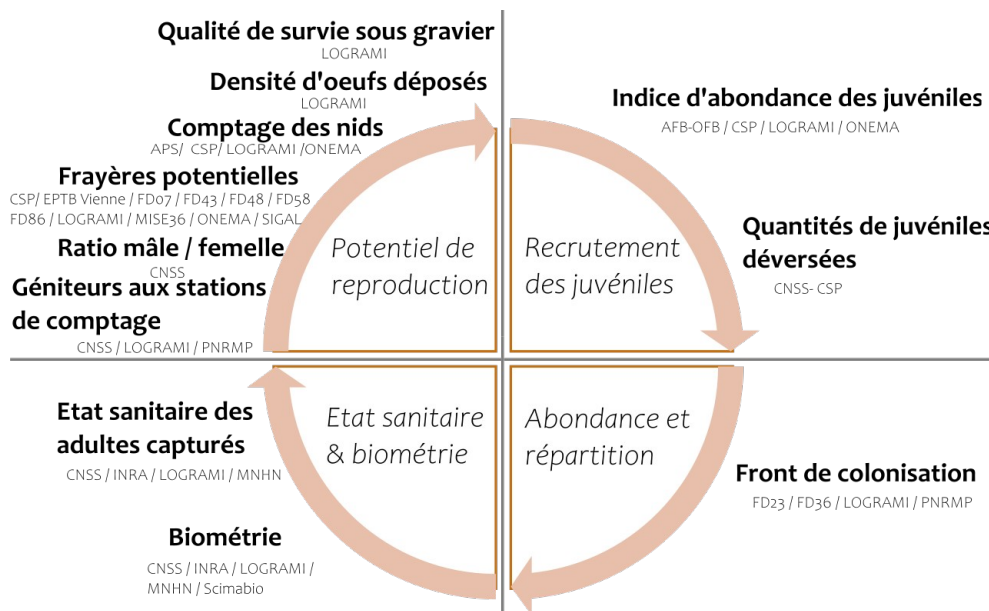 Qualité de survie sous gravier
LOGRAMI
Densité d'oeufs déposés
LOGRAMI
Comptage des nids
APS/ CSP/ LOGRAMI /ONEMA
Frayères potentielles
CSP/ EPTB Vienne / FD07 / FD43 / FD48 / FD58
FD86 / LOGRAMI / MISE36 / ONEMA / SIGAL
Ratio mâle / femelle
CNSS
Géniteurs aux stations
de comptage
CNSS / LOGRAMI / PNRMP
Potentiel de
reproduction
Indice d'abondance des juvéniles
AFB-OFB / CSP / LOGRAMI / ONEMA
Quantités de juvéniles
déversées
CNSS- CSP
Recrutement
des juvéniles
Etat sanitaire des
adultes capturés
CNSS / INRA / LOGRAMI / MNHN
Biométrie
CNSS / INRA / LOGRAMI /
MNHN / Scimabio
Etat sanitaire
& biométrie
Abondance et
répartition
Front de colonisation
FD23 / FD36 / LOGRAMI / PNRMP